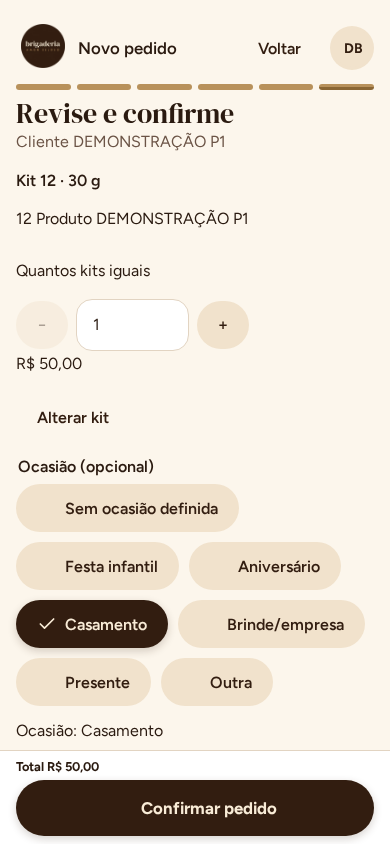 brigaderia
Novo pedido
Voltar
DB
Revise e confirme
Cliente DEMONSTRAÇÃO P1
Kit 12 · 30 g
12 Produto DEMONSTRAÇÃO P1
Quantos kits iguais
−
1
+
R$ 50,00
Alterar kit
Ocasião (opcional)
Sem ocasião definida
Festa infantil
Aniversário
Casamento
Brinde/empresa
Presente
Outra
Ocasião: Casamento
Total R$ 50,00
Confirmar pedido